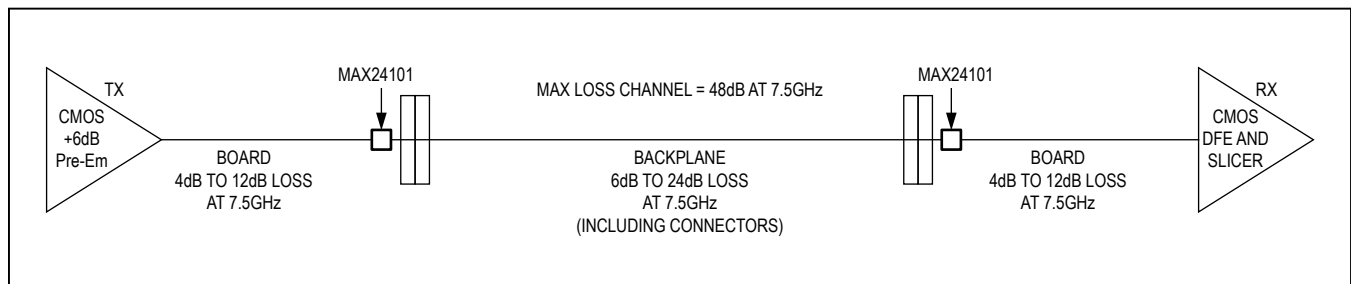 TX
CMOS
+6dB
Pre-Em
BOARD
4dB TO 12dB LOSS
AT 7.5GHz
MAX24101
MAX LOSS CHANNEL = 48dB AT 7.5GHz
BACKPLANE
6dB TO 24dB LOSS
AT 7.5GHz
(INCLUDING CONNECTORS)
MAX24101
BOARD
4dB TO 12dB LOSS
AT 7.5GHz
RX
CMOS
DFE AND
SLICER